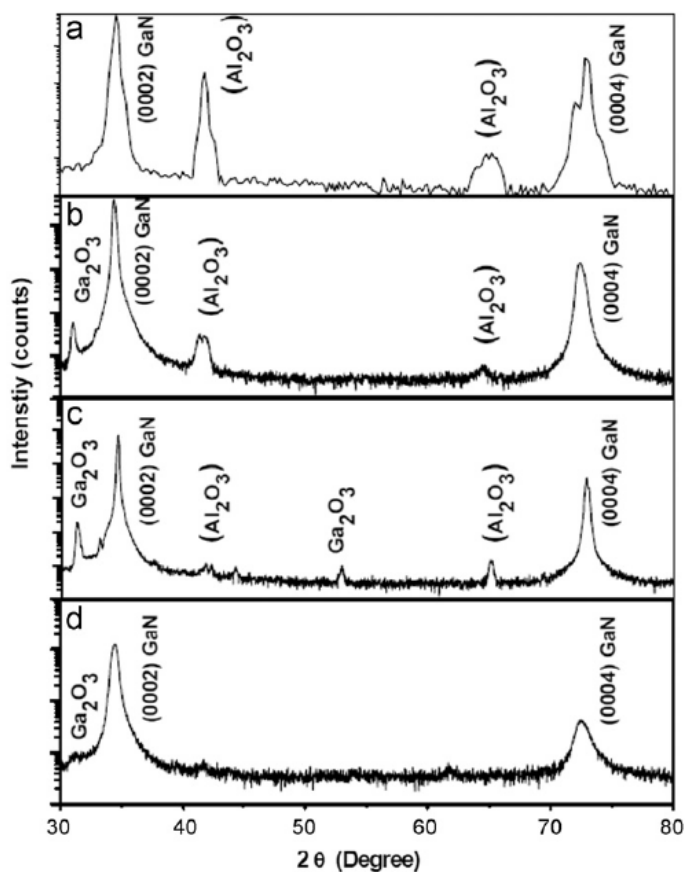 a
(0002) GaN
(Al2O3)
(Al2O3)
(0004) GaN
b
Ga2O3
(0002) GaN
(Al2O3)
(Al2O3)
(0004) GaN
c
Ga2O3
(0002) GaN
(Al2O3)
Ga2O3
(Al2O3)
(0004) GaN
d
Ga2O3
(0002) GaN
(0004) GaN
Intenstiy (counts)
30 40 50 60 70 80
2 θ (Degree)